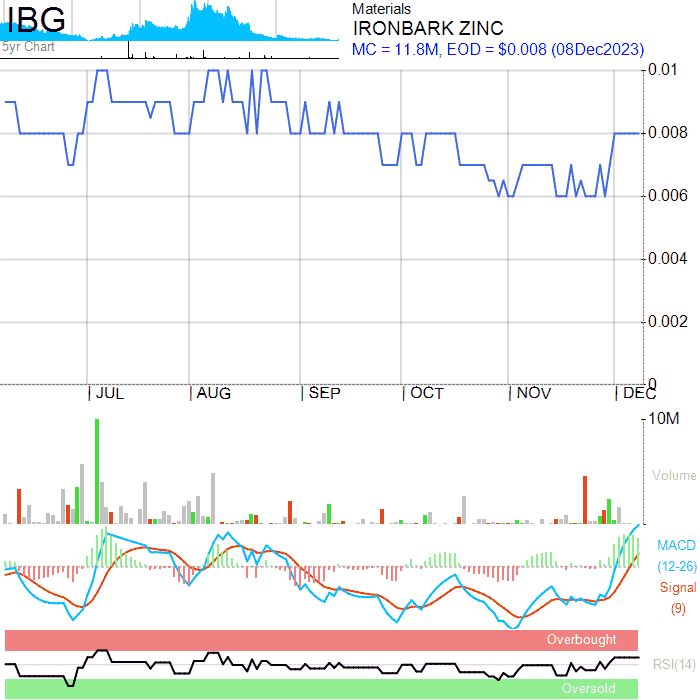 IBG
5yr Chart
Materials
IRONBARK ZINC
MC = 11.8M, EOD = $0.008 (08Dec2023)
0.01
0.008
0.006
0.004
0.002
0
JUL AUG SEP OCT NOV DEC
10M
Volume
MACD
(12-26)
Signal
(9)
Overbought
RSI(14)
Oversold